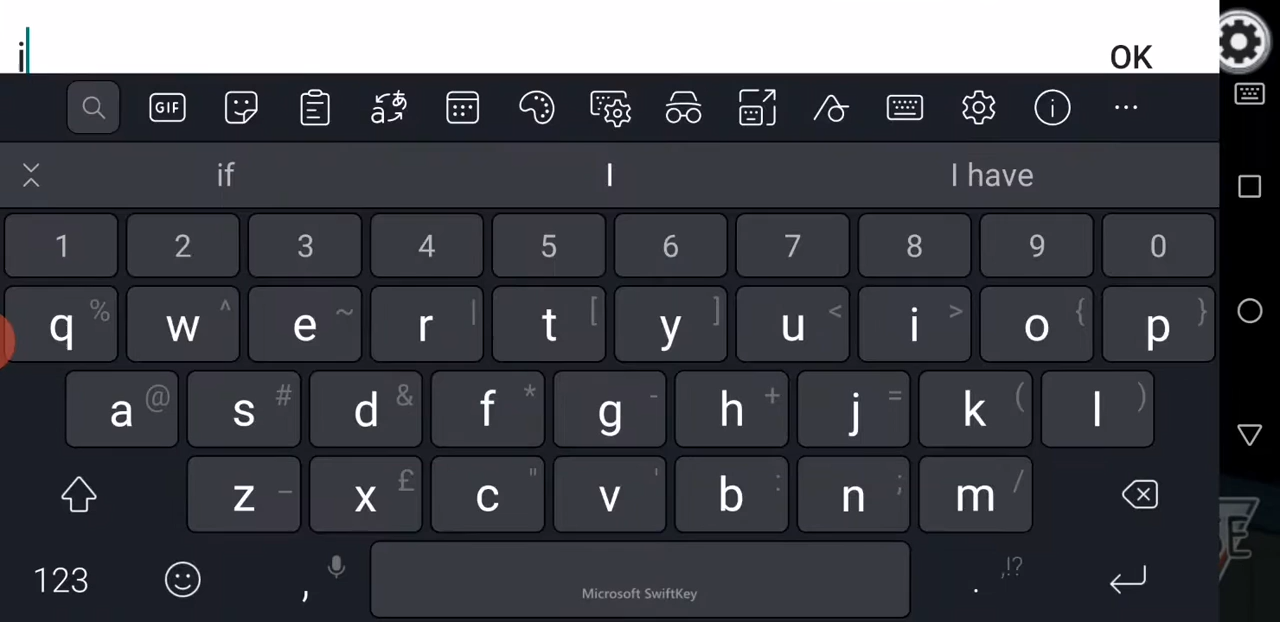 i
OK
GIF
if I I have
1 2 3 4 5 6 7 8 9 0
q % w ^ e ~ r | t [ y ] u < i > o { p }
a @ s # d & f * g - h + j = k ( l )
z _ x £ c " v ' b : n ; m /
123 , Microsoft SwiftKey . ,!?